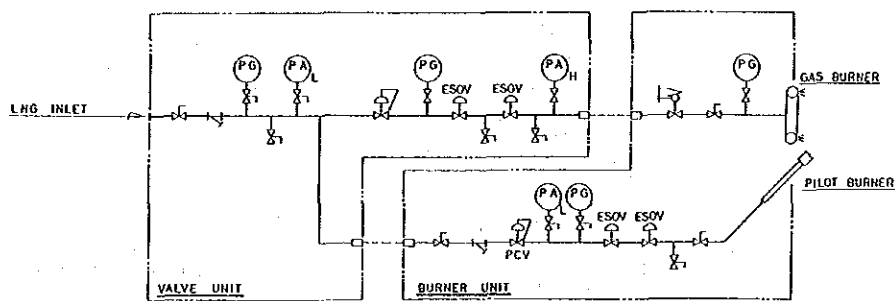 PG
PA
L
PG
ESOV
ESOV
PA
H
PG
GAS BURNER
LNG INLET
PILOT BURNER
PA
L
PG
ESOV
ESOV
PCV
VALVE UNIT
BURNER UNIT